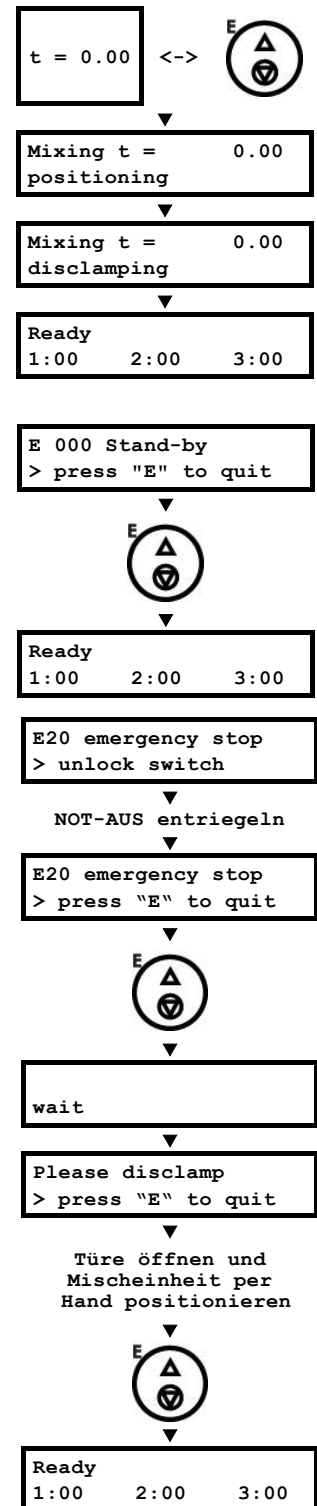 E
t = 0.00 <->
Mixing t = 0.00
positioning
Mixing t = 0.00
disclamping
Ready
1:00 2:00 3:00
E 000 Stand-by
> press "E" to quit
E
Ready
1:00 2:00 3:00
E20 emergency stop
> unlock switch
NOT-AUS entriegeln
E20 emergency stop
> press “E“ to quit
E
wait
Please disclamp
> press “E“ to quit
Türe öffnen und
Mischeinheit per
Hand positionieren
E
Ready
1:00 2:00 3:00